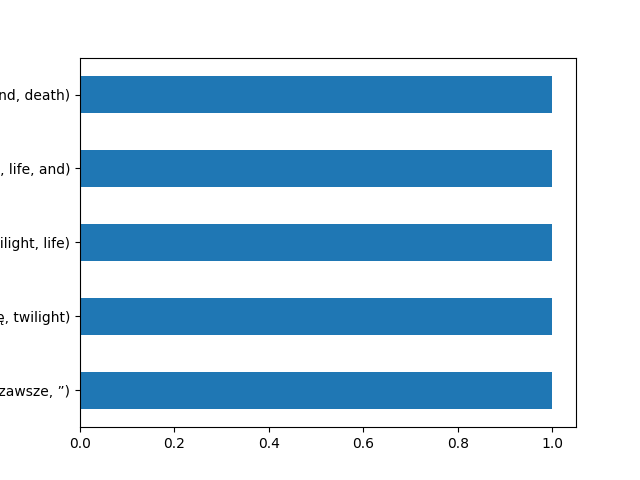 nd, death)
, life, and)
ilight, life)
ę, twilight)
zawsze, ”)
0.0 0.2 0.4 0.6 0.8 1.0